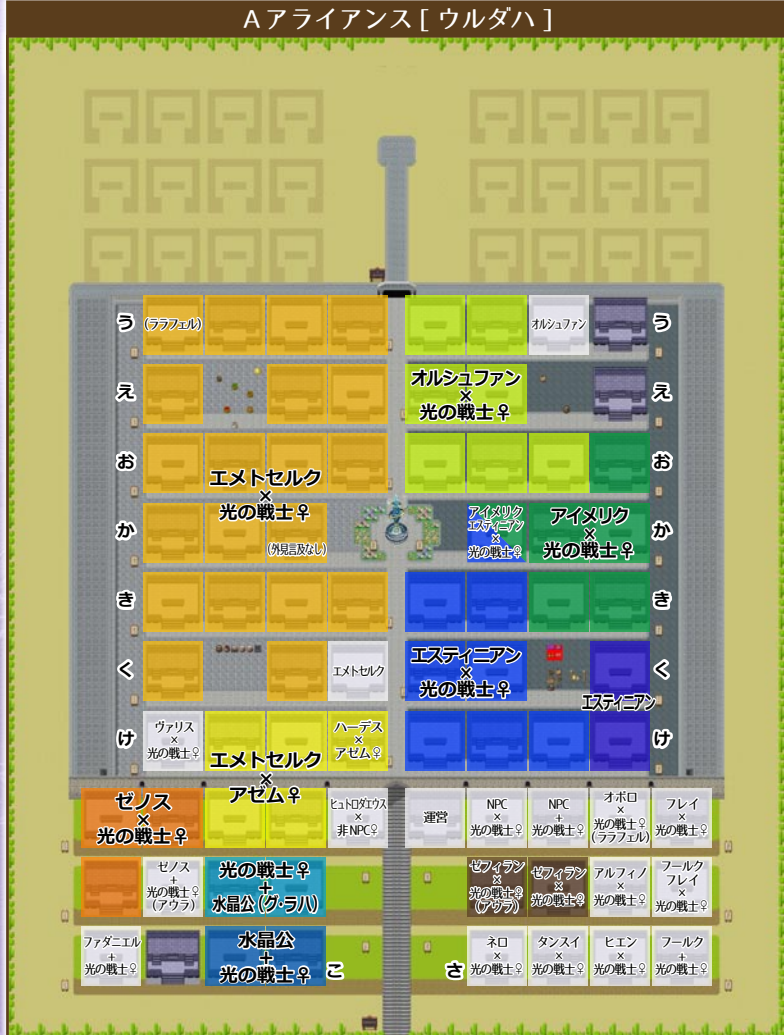 Aアライアンス [ ウルダハ ]
う
(ララフェル)
オルシュファン
う
え
オルシュファン
×
光の戦士♀
え
お
エメトセルク
×
光の戦士♀
お
か
(外見言及なし)
アイメリク
エスティニアン
×
光の戦士♀
アイメリク
×
光の戦士♀
か
き
き
く
エメトセルク
エスティニアン
×
光の戦士♀
エスティニアン
く
け
ヴァリス
×
光の戦士♀
エメトセルク
×
アゼム♀
ハーデス
×
アゼム♀
け
ゼノス
×
光の戦士♀
ヒュトロダエウス
×
非NPC♀
運営
NPC
×
光の戦士♀
NPC
+
光の戦士♀
オボロ
×
光の戦士♀
(ララフェル)
フレイ
×
光の戦士♀
ゼノス
+
光の戦士♀
(アウラ)
光の戦士♀
+
水晶公(グ・ラハ)
ゼフィラン
×
光の戦士♀
(アウラ)
ゼフィラン
×
光の戦士♀
アルフィノ
×
光の戦士♀
フールク
フレイ
×
光の戦士♀
ファダニエル
+
光の戦士♀
水晶公
+
光の戦士♀
こ
さ
ネロ
×
光の戦士♀
タンスイ
×
光の戦士♀
ヒエン
×
光の戦士♀
フールク
+
光の戦士♀